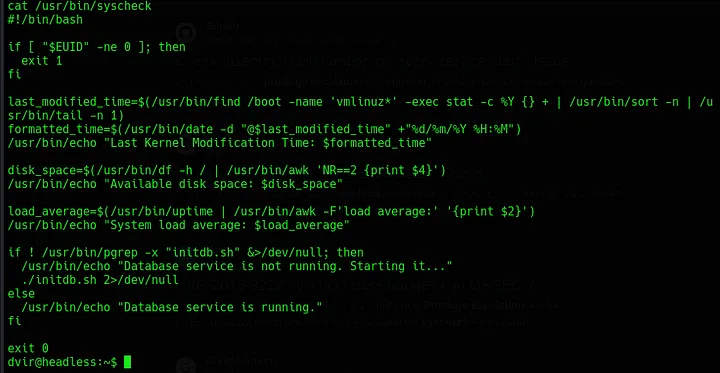 cat /usr/bin/syscheck
#!/bin/bash
if [ "$EUID" -ne 0 ]; then
  exit 1
fi
last_modified_time=$(/usr/bin/find /boot -name 'vmlinuz*' -exec stat -c %Y {} + | /usr/bin/sort -n | /u
sr/bin/tail -n 1)
formatted_time=$(/usr/bin/date -d "@$last_modified_time" +"%d/%m/%Y %H:%M")
/usr/bin/echo "Last Kernel Modification Time: $formatted_time"
disk_space=$(/usr/bin/df -h / | /usr/bin/awk 'NR==2 {print $4}')
/usr/bin/echo "Available disk space: $disk_space"
load_average=$(/usr/bin/uptime | /usr/bin/awk -F'load average:' '{print $2}')
/usr/bin/echo "System load average: $load_average"
if ! /usr/bin/pgrep -x "initdb.sh" &>/dev/null; then
  /usr/bin/echo "Database service is not running. Starting it..."
  ./initdb.sh 2>/dev/null
else
  /usr/bin/echo "Database service is running."
fi
exit 0
dvir@headless:~$